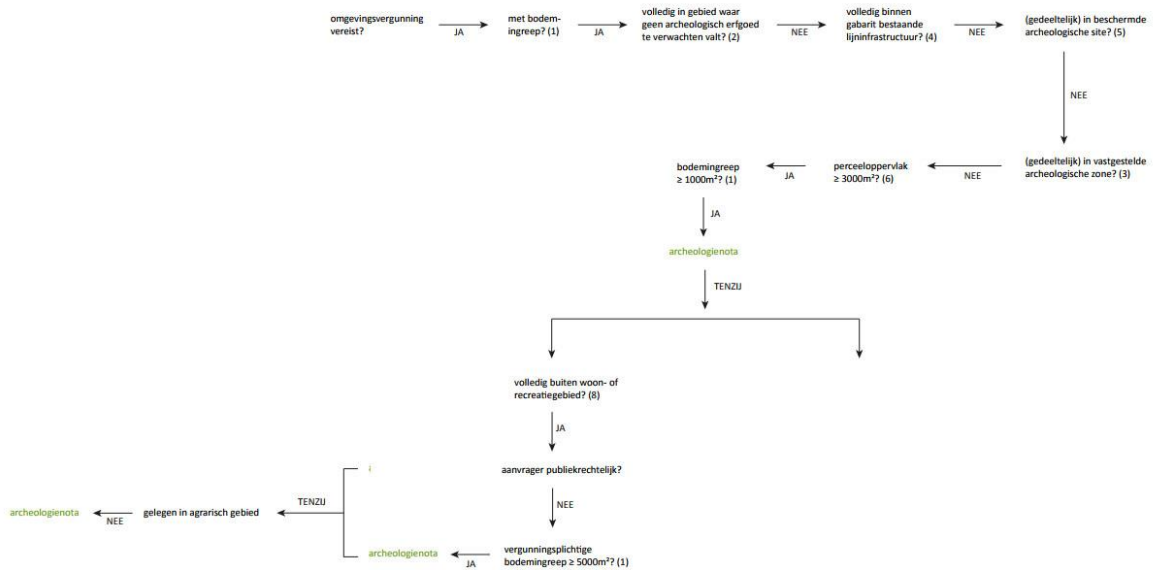 omgevingsvergunning
vereist?
JA
met bodem-
ingreep? (1)
JA
volledig in gebied waar
geen archeologisch erfgoed
te verwachten valt? (2)
NEE
volledig binnen
gabarit bestaande
lijninfrastructuur? (4)
NEE
(gedeeltelijk) in beschermde
archeologische site? (5)
NEE
(gedeeltelijk) in vastgestelde
archeologische zone? (3)
NEE
perceeloppervlak
≥ 3000m²? (6)
JA
bodemingreep
≥ 1000m²? (1)
JA
archeologienota
TENZIJ
volledig buiten woon- of
recreatiegebied? (8)
JA
aanvrager publiekrechtelijk?
NEE
vergunningsplichtige
bodemingreep ≥ 5000m²? (1)
JA
archeologienota
TENZIJ
gelegen in agrarisch gebied
NEE
archeologienota